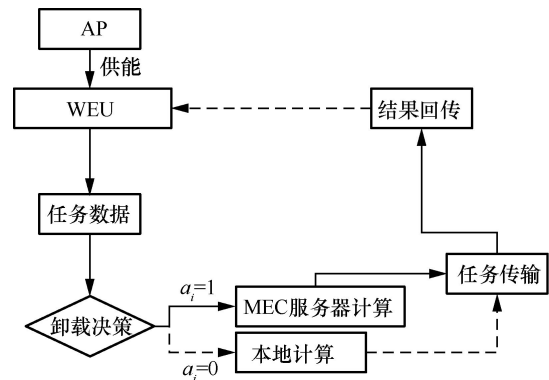 AP
供能
WEU
结果回传
任务数据
任务传输
a_i=1
卸载决策
MEC服务器计算
本地计算
a_i=0